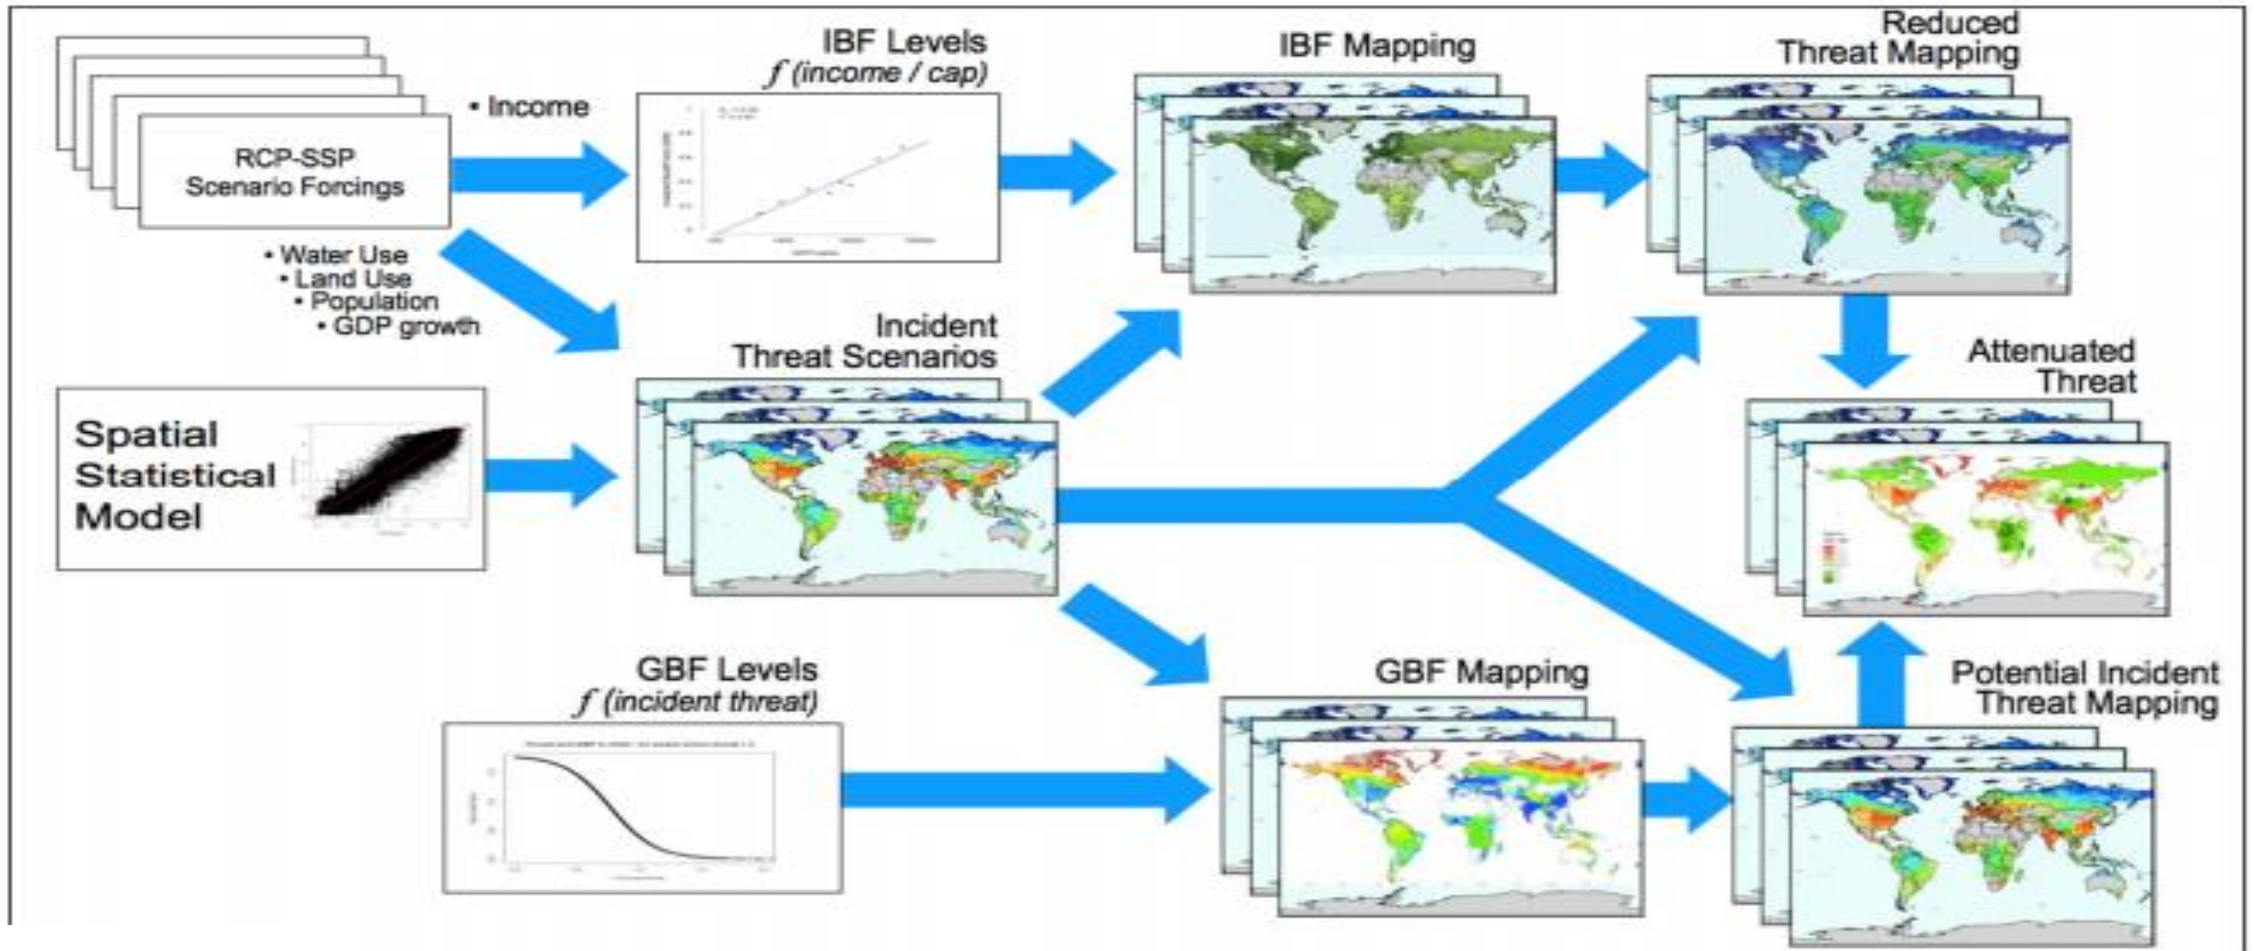 RCP-SSP
Scenario Forcings
• Income
• Water Use
• Land Use
• Population
• GDP growth
IBF Levels
f (income / cap)
IBF Mapping
Reduced
Threat Mapping
Incident
Threat Scenarios
Attenuated
Threat
Spatial
Statistical
Model
GBF Levels
f (incident threat)
GBF Mapping
Potential Incident
Threat Mapping